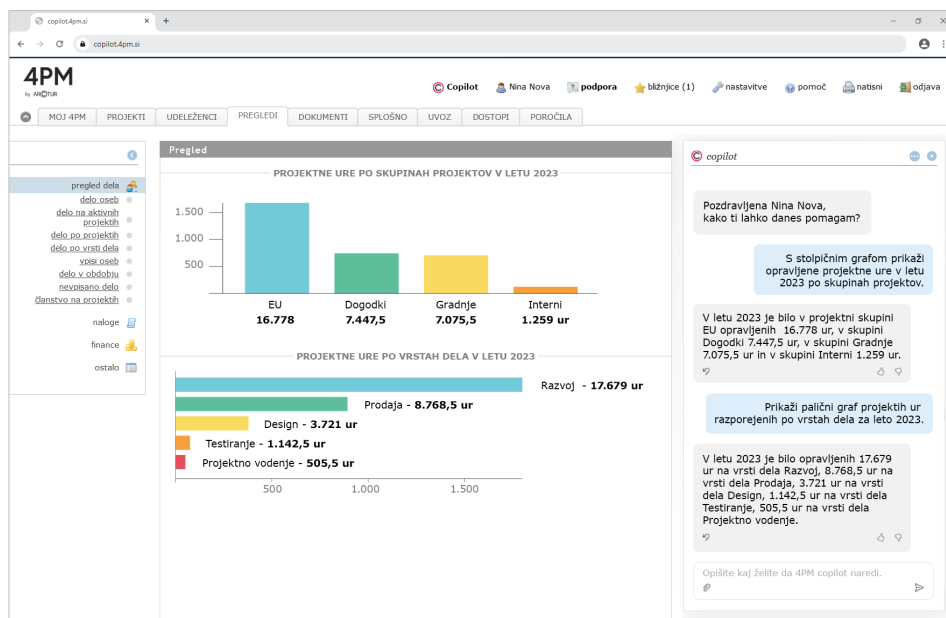 copilot.4pm.si
copilot.4pm.si
4PM
by ARCTUR
Copilot
Nina Nova
podpora
bližnjice (1)
nastavitve
pomoč
natisni
odjava
MOJ 4PM
PROJEKTI
UDELEŽENCI
PREGLEDI
DOKUMENTI
SPLOŠNO
UVOZ
DOSTOPI
POROČILA
pregled dela
delo oseb
delo na aktivnih
projektih
delo po projektih
delo po vrsti dela
vpisi oseb
delo v obdobju
nevpisano delo
članstvo na projektih
naloge
finance
ostalo
Pregled
PROJEKTNE URE PO SKUPINAH PROJEKTOV V LETU 2023
1.500
1.000
500
EU Dogodki Gradnje Interni
16.778 7.447,5 7.075,5 1.259 ur
PROJEKTNE URE PO VRSTAH DELA V LETU 2023
Razvoj - 17.679 ur
Prodaja - 8.768,5 ur
Design - 3.721 ur
Testiranje - 1.142,5 ur
Projektno vodenje - 505,5 ur
500 1.000 1.500
copilot
Pozdravljena Nina Nova,
kako ti lahko danes pomagam?
S stolpičnim grafom prikaži
opravljene projektne ure v letu
2023 po skupinah projektov.
V letu 2023 je bilo v projektni skupini
EU opravljenih 16.778 ur, v skupini
Dogodki 7.447,5 ur, v skupini Gradnje
7.075,5 ur in v skupini Interni 1.259 ur.
Prikaži palični graf projektih ur
razporejenih po vrstah dela za leto 2023.
V letu 2023 je bilo opravljenih 17.679
ur na vrsti dela Razvoj, 8.768,5 ur na
vrsti dela Prodaja, 3.721 ur na vrsti
dela Design, 1.142,5 ur na vrsti dela
Testiranje, 505,5 ur na vrsti dela
Projektno vodenje.
Opišite kaj želite da 4PM copilot naredi.